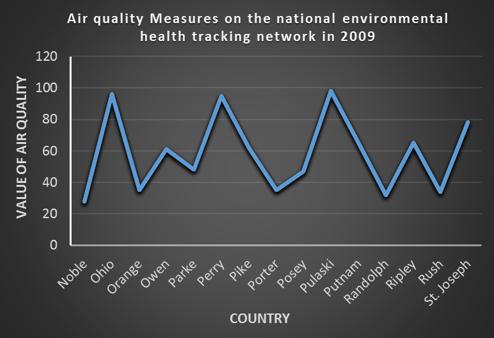 Air quality Measures on the national environmental
health tracking network in 2009
VALUE OF AIR QUALITY
120
100
80
60
40
20
0
Noble
Ohio
Orange
Owen
Parke
Perry
Pike
Porter
Posey
Pulaski
Putnam
Randolph
Ripley
Rush
St. Joseph
COUNTRY